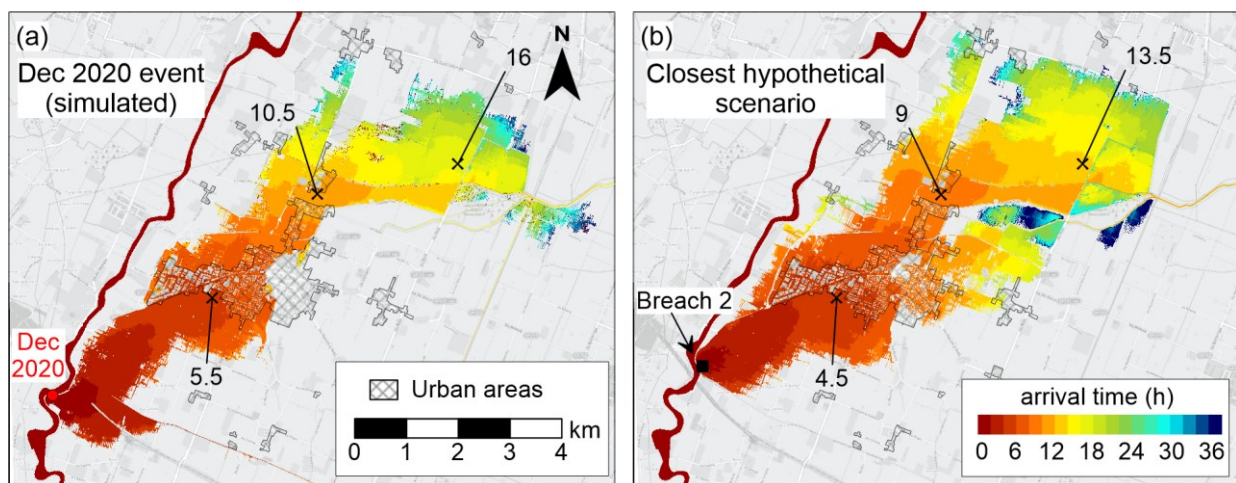 (a)
Dec 2020 event
(simulated)
N
16
10.5
5.5
Dec
2020
Urban areas
0 1 2 3 4 km
(b)
Closest hypothetical
scenario
13.5
9
Breach 2
4.5
arrival time (h)
0 6 12 18 24 30 36